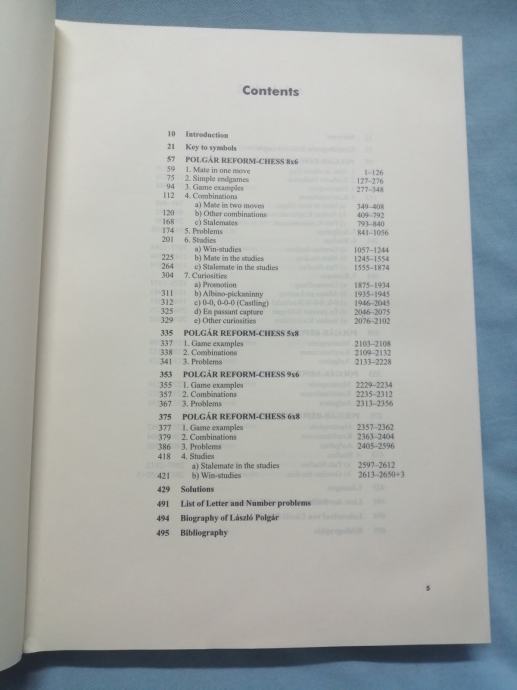 Contents
10 Introduction
21 Key to symbols
57 POLGÁR REFORM-CHESS 8x6
59 1. Mate in one move 1–126
75 2. Simple endgames 127–276
94 3. Game examples 277–348
112 4. Combinations
a) Mate in two moves 349–408
120 b) Other combinations 409–792
168 c) Stalemates 793–840
174 5. Problems 841–1056
201 6. Studies
a) Win-studies 1057–1244
225 b) Mate in the studies 1245–1554
264 c) Stalemate in the studies 1555–1874
304 7. Curiosities
a) Promotion 1875–1934
311 b) Albino-pickaninny 1935–1945
312 c) 0-0, 0-0-0 (Castling) 1946–2045
325 d) En passant capture 2046–2075
329 e) Other curiosities 2076–2102
335 POLGÁR REFORM-CHESS 5x8
337 1. Game examples 2103–2108
338 2. Combinations 2109–2132
341 3. Problems 2133–2228
353 POLGÁR REFORM-CHESS 9x6
355 1. Game examples 2229–2234
357 2. Combinations 2235–2312
367 3. Problems 2313–2356
375 POLGÁR REFORM-CHESS 6x8
377 1. Game examples 2357–2362
379 2. Combinations 2363–2404
386 3. Problems 2405–2596
418 4. Studies
a) Stalemate in the studies 2597–2612
421 b) Win-studies 2613–2650+3
429 Solutions
491 List of Letter and Number problems
494 Biography of László Polgár
495 Bibliography
5